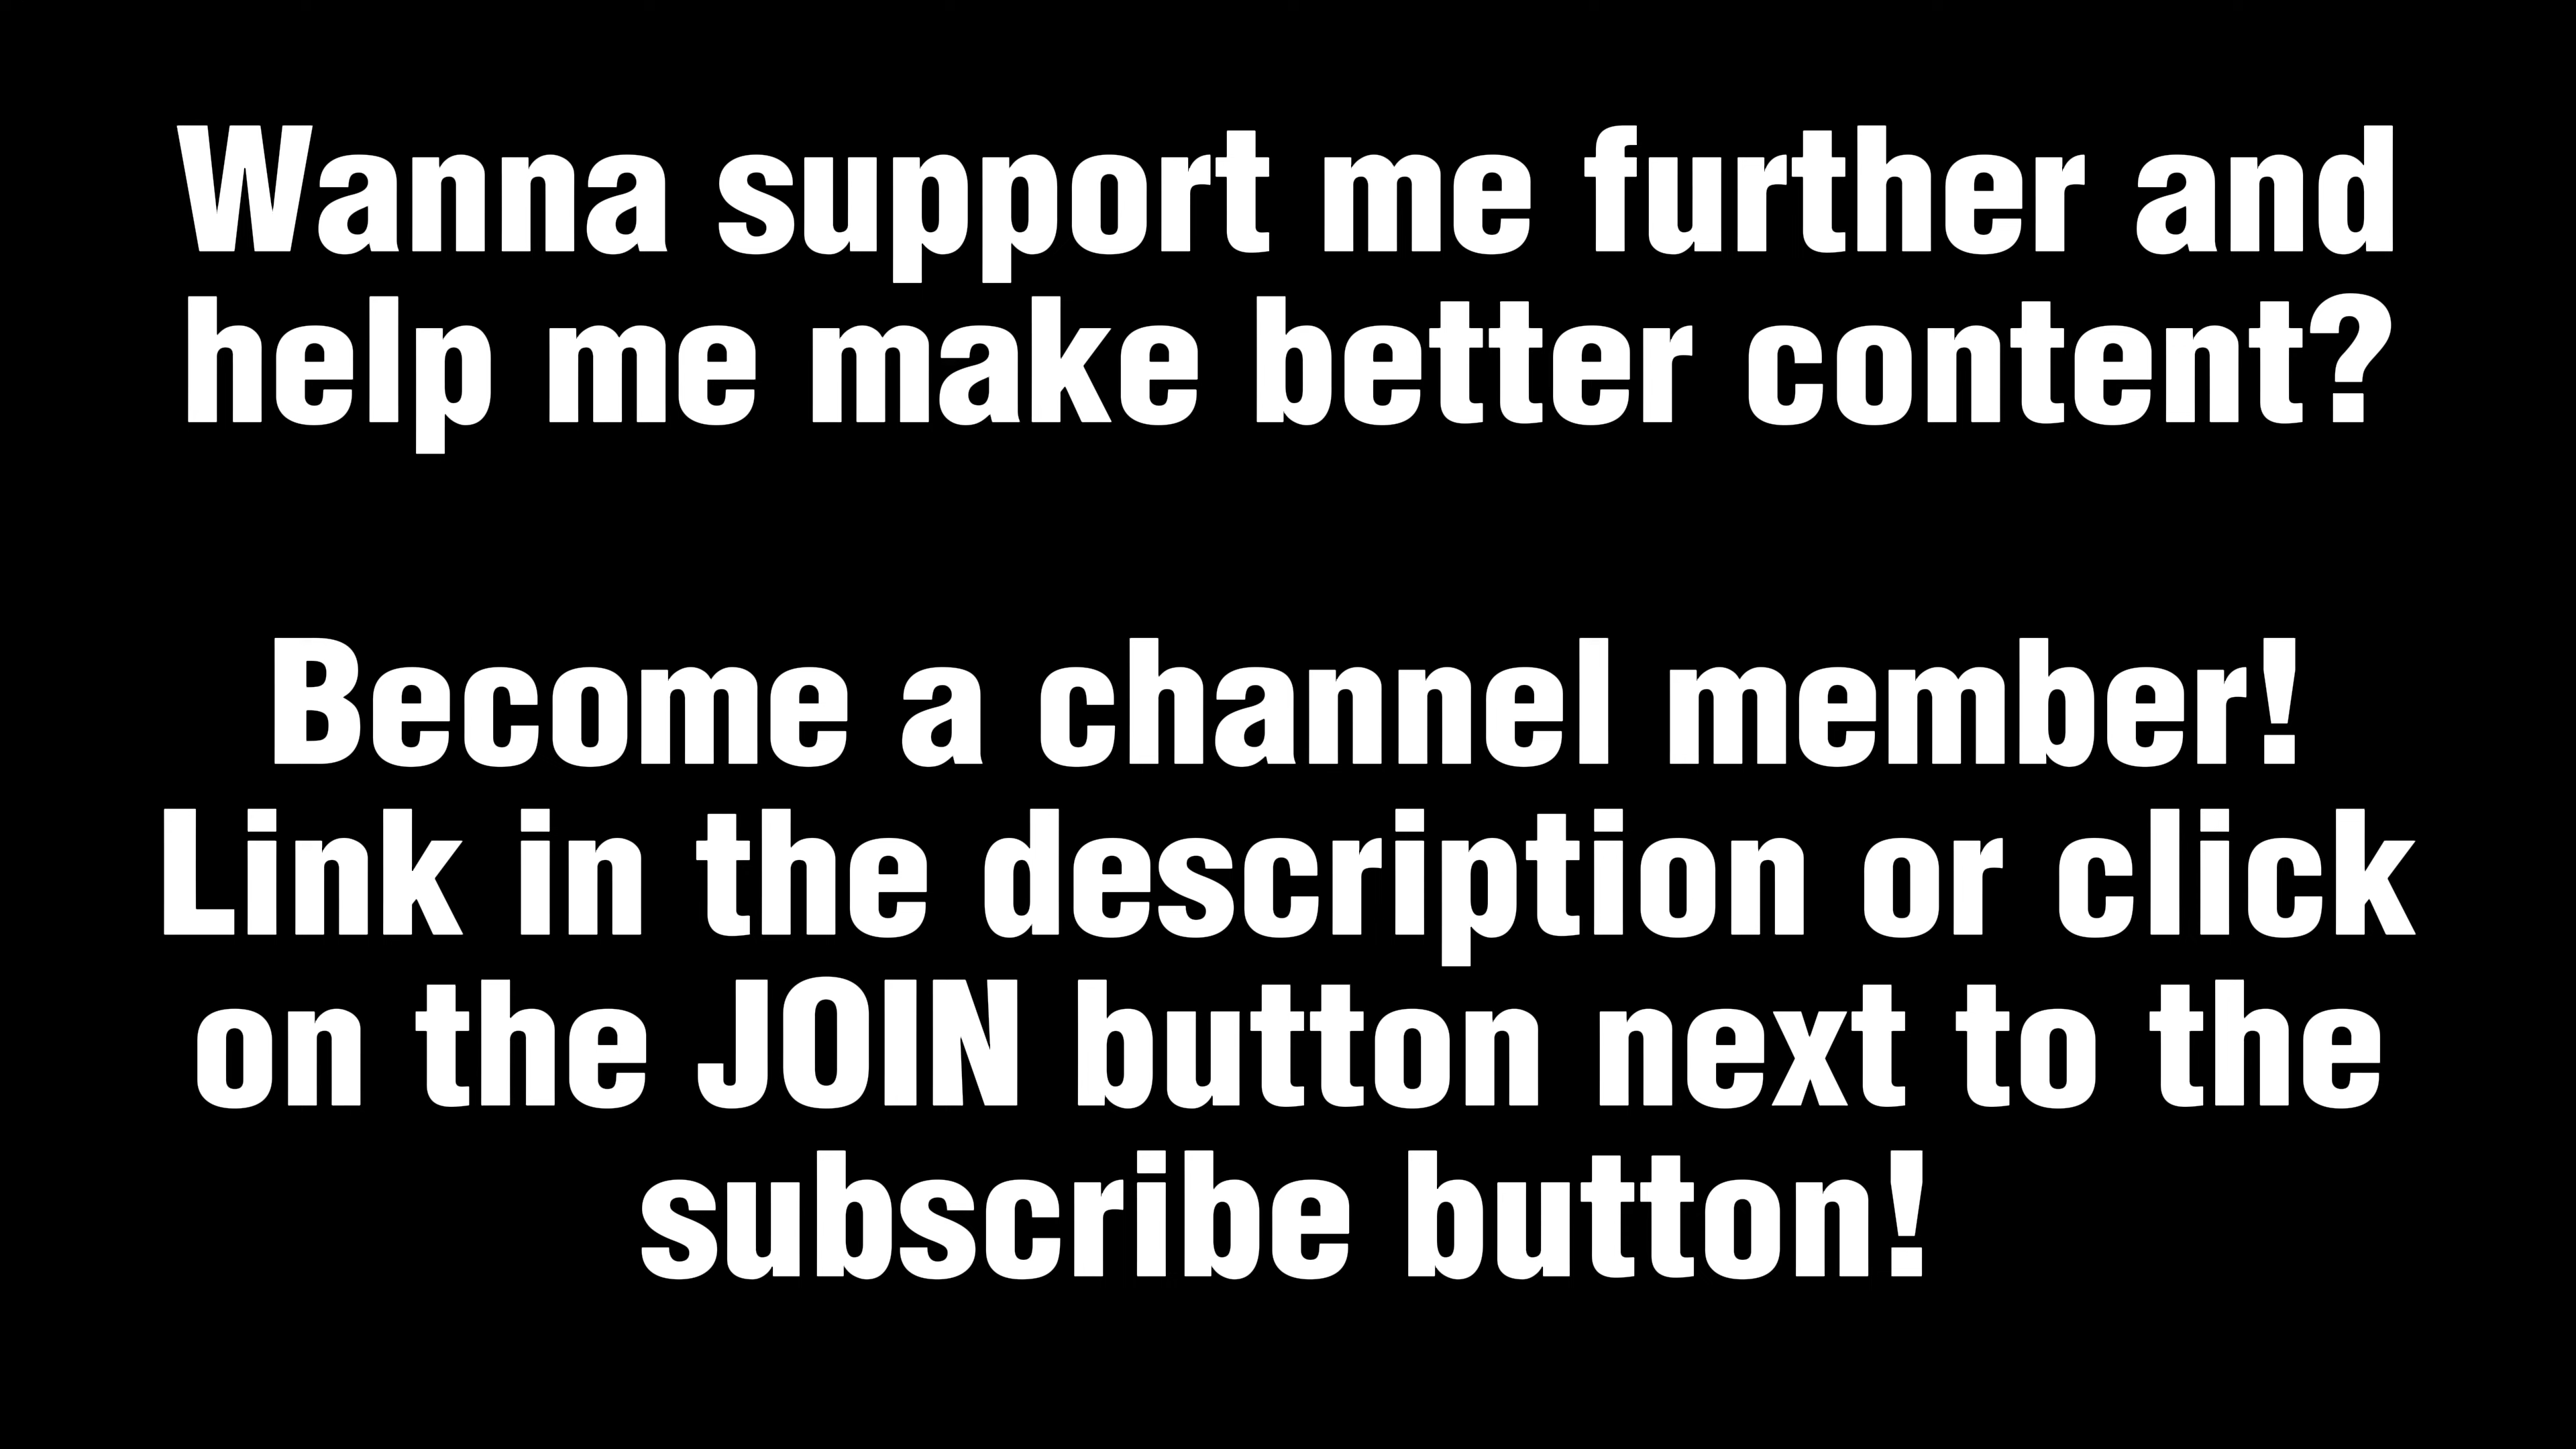 Wanna support me further and
help me make better content?
Become a channel member!
Link in the description or click
on the JOIN button next to the
subscribe button!